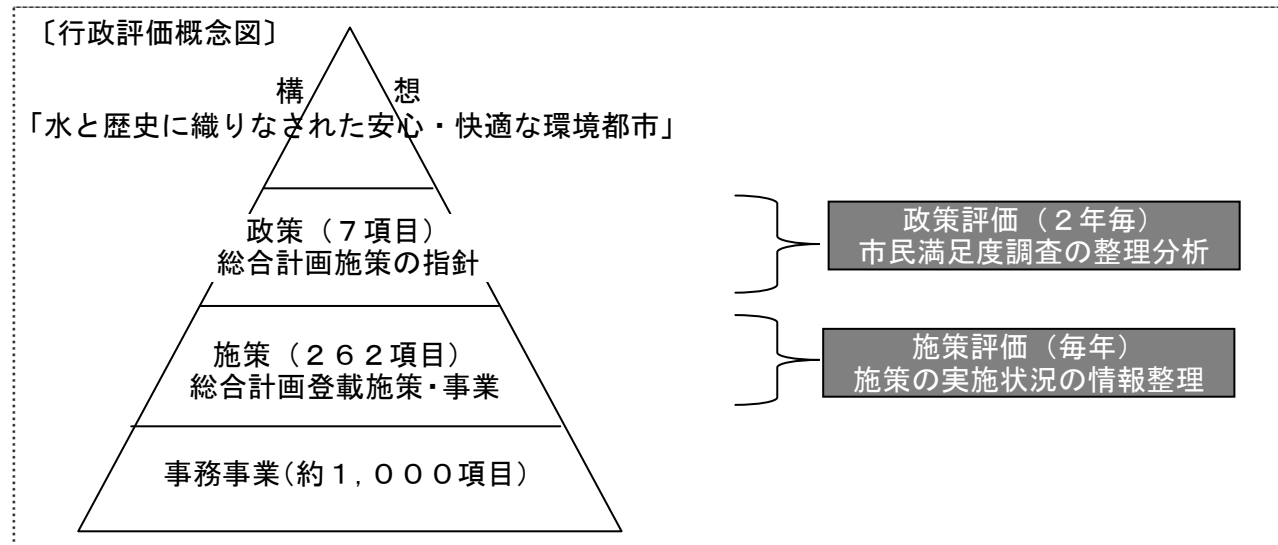 〔行政評価概念図〕
構想
「水と歴史に織りなされた安心・快適な環境都市」
政策（７項目）
総合計画施策の指針
政策評価（２年毎）
市民満足度調査の整理分析
施策（２６２項目）
総合計画登載施策・事業
施策評価（毎年）
施策の実施状況の情報整理
事務事業（約１，０００項目）